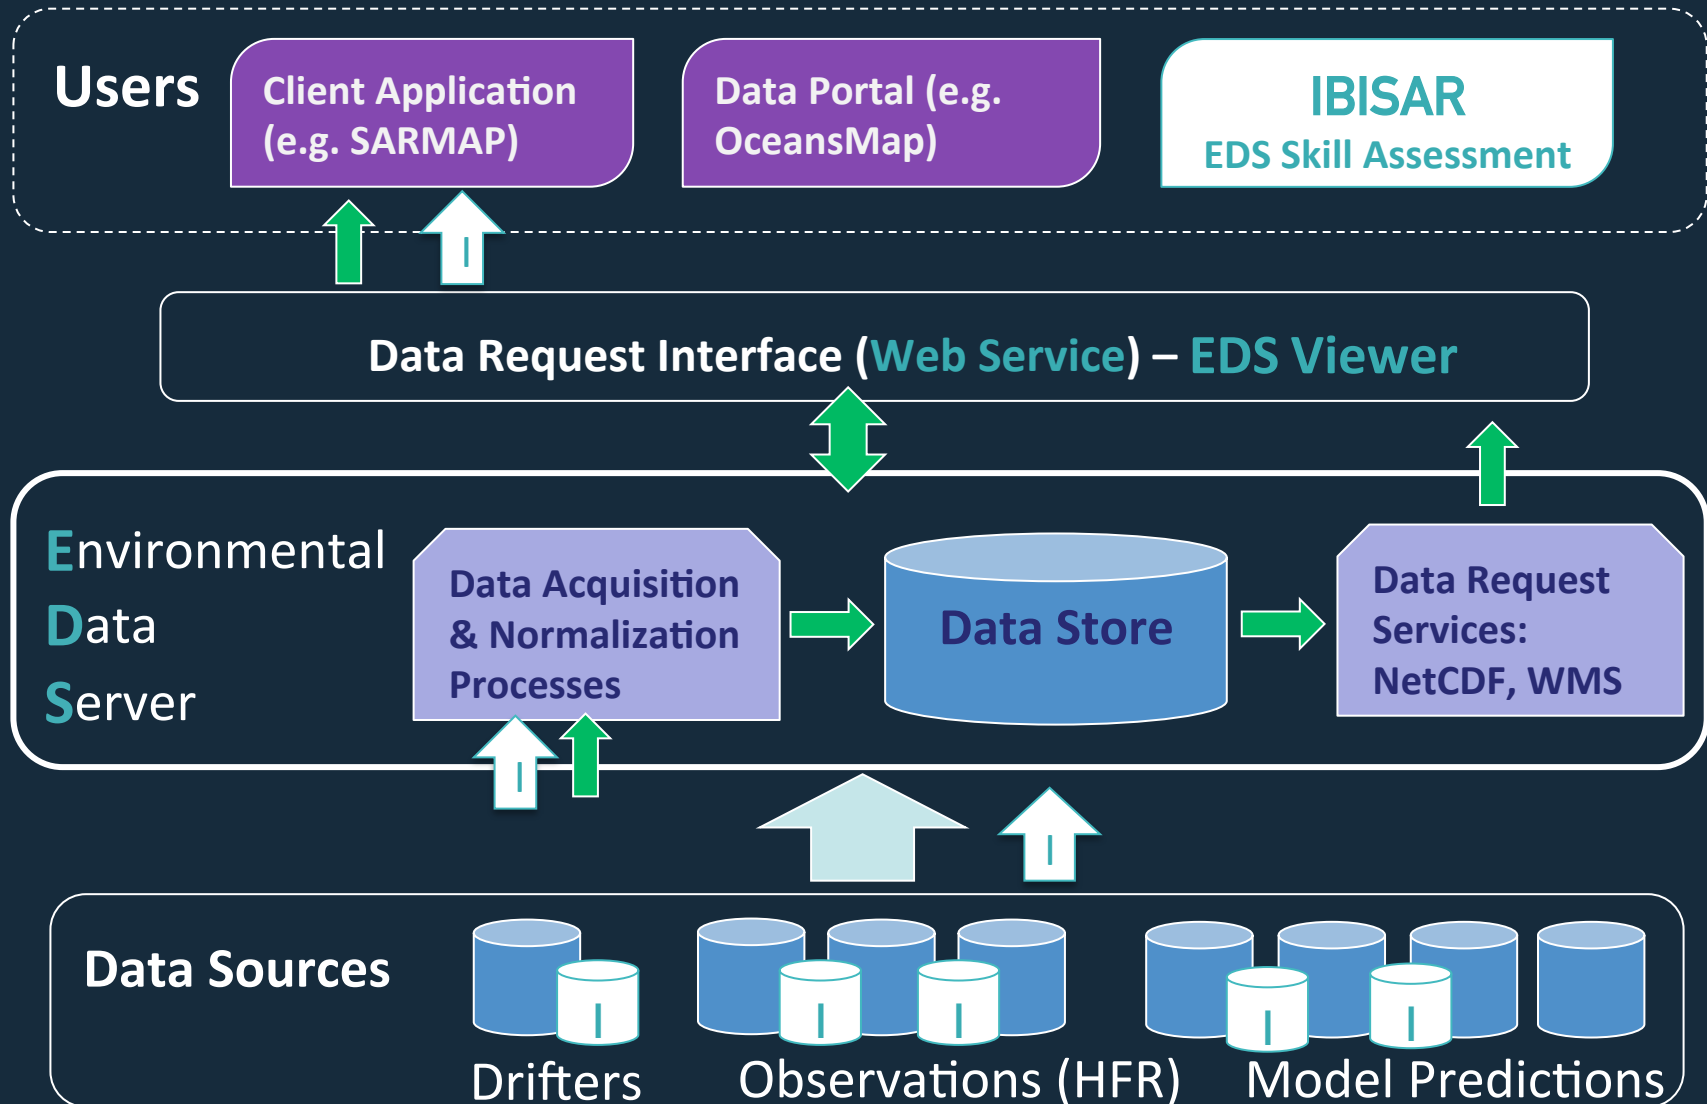 Users
Client Application
(e.g. SARMAP)
Data Portal (e.g.
OceansMap)
IBISAR
EDS Skill Assessment
I
Data Request Interface (Web Service) – EDS Viewer
Environmental
Data
Server
Data Acquisition
& Normalization
Processes
Data Store
Data Request
Services:
NetCDF, WMS
I
I
Data Sources
I
I
I
I
I
Drifters
Observations (HFR)
Model Predictions